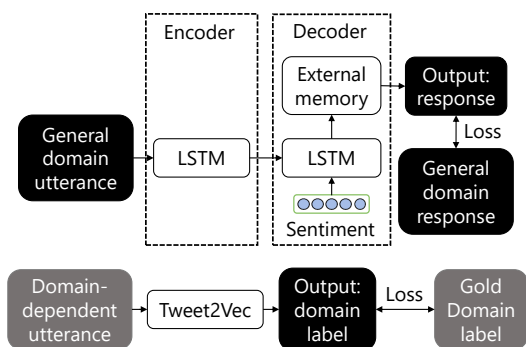 Encoder
Decoder
General
domain
utterance
LSTM
External
memory
LSTM
Sentiment
Output:
response
Loss
General
domain
response
Domain-
dependent
utterance
Tweet2Vec
Output:
domain
label
Loss
Gold
Domain
label